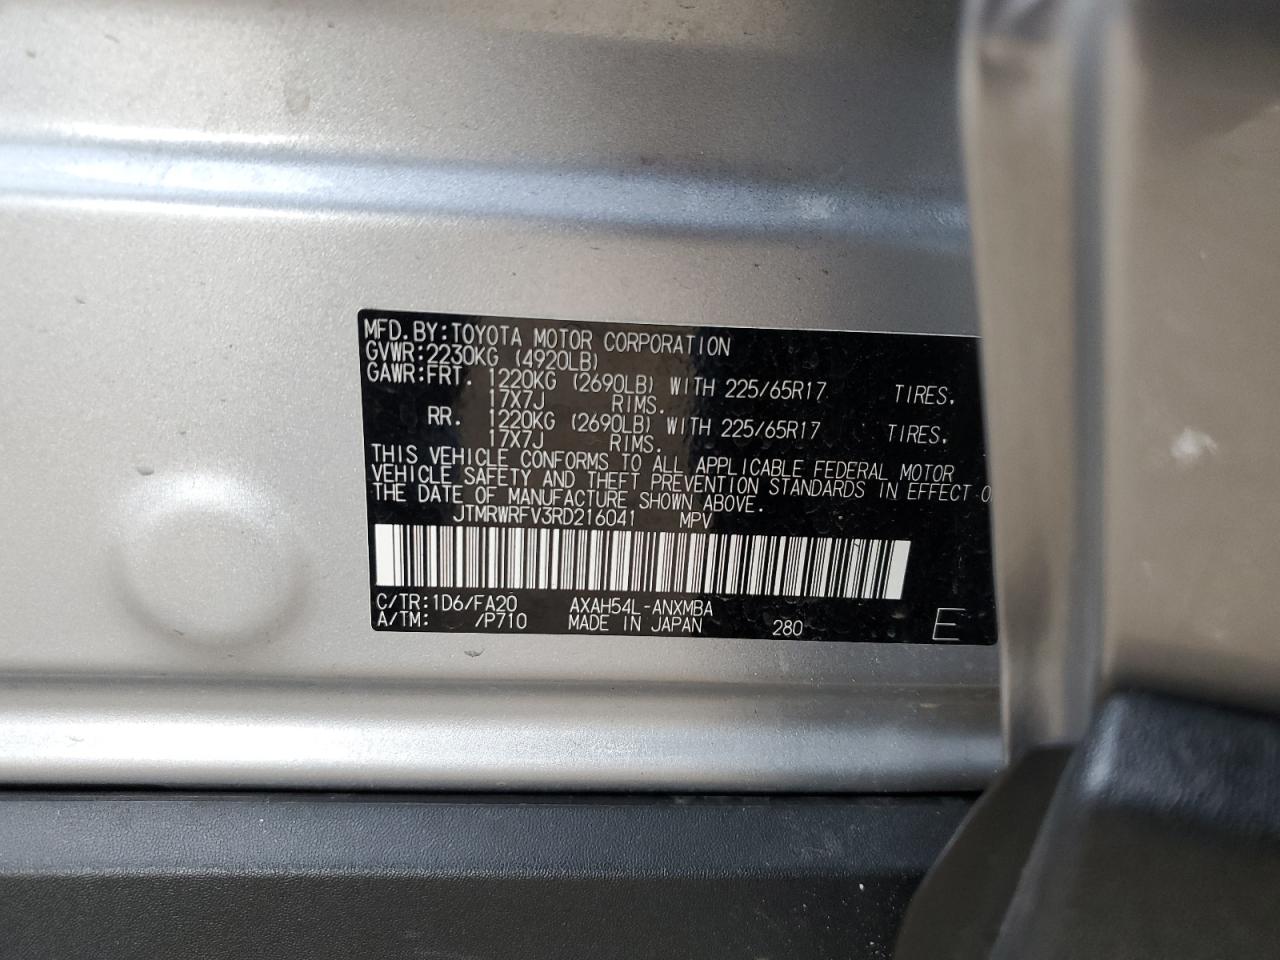 MFD. BY: TOYOTA MOTOR CORPORATION
GVWR: 2230KG (4920LB)
GAWR: FRT. 1220KG (2690LB) WITH 225/65R17 TIRES.
17X7J RIMS.
RR. 1220KG (2690LB) WITH 225/65R17 TIRES.
17X7J RIMS.
THIS VEHICLE CONFORMS TO ALL APPLICABLE FEDERAL MOTOR
VEHICLE SAFETY AND THEFT PREVENTION STANDARDS IN EFFECT O
THE DATE OF MANUFACTURE SHOWN ABOVE.
JTMRWRFV3RD216041 MPV
C/TR: 1D6/FA20 AXAH54L-ANXMBA
A/TM: /P710 MADE IN JAPAN 280 E